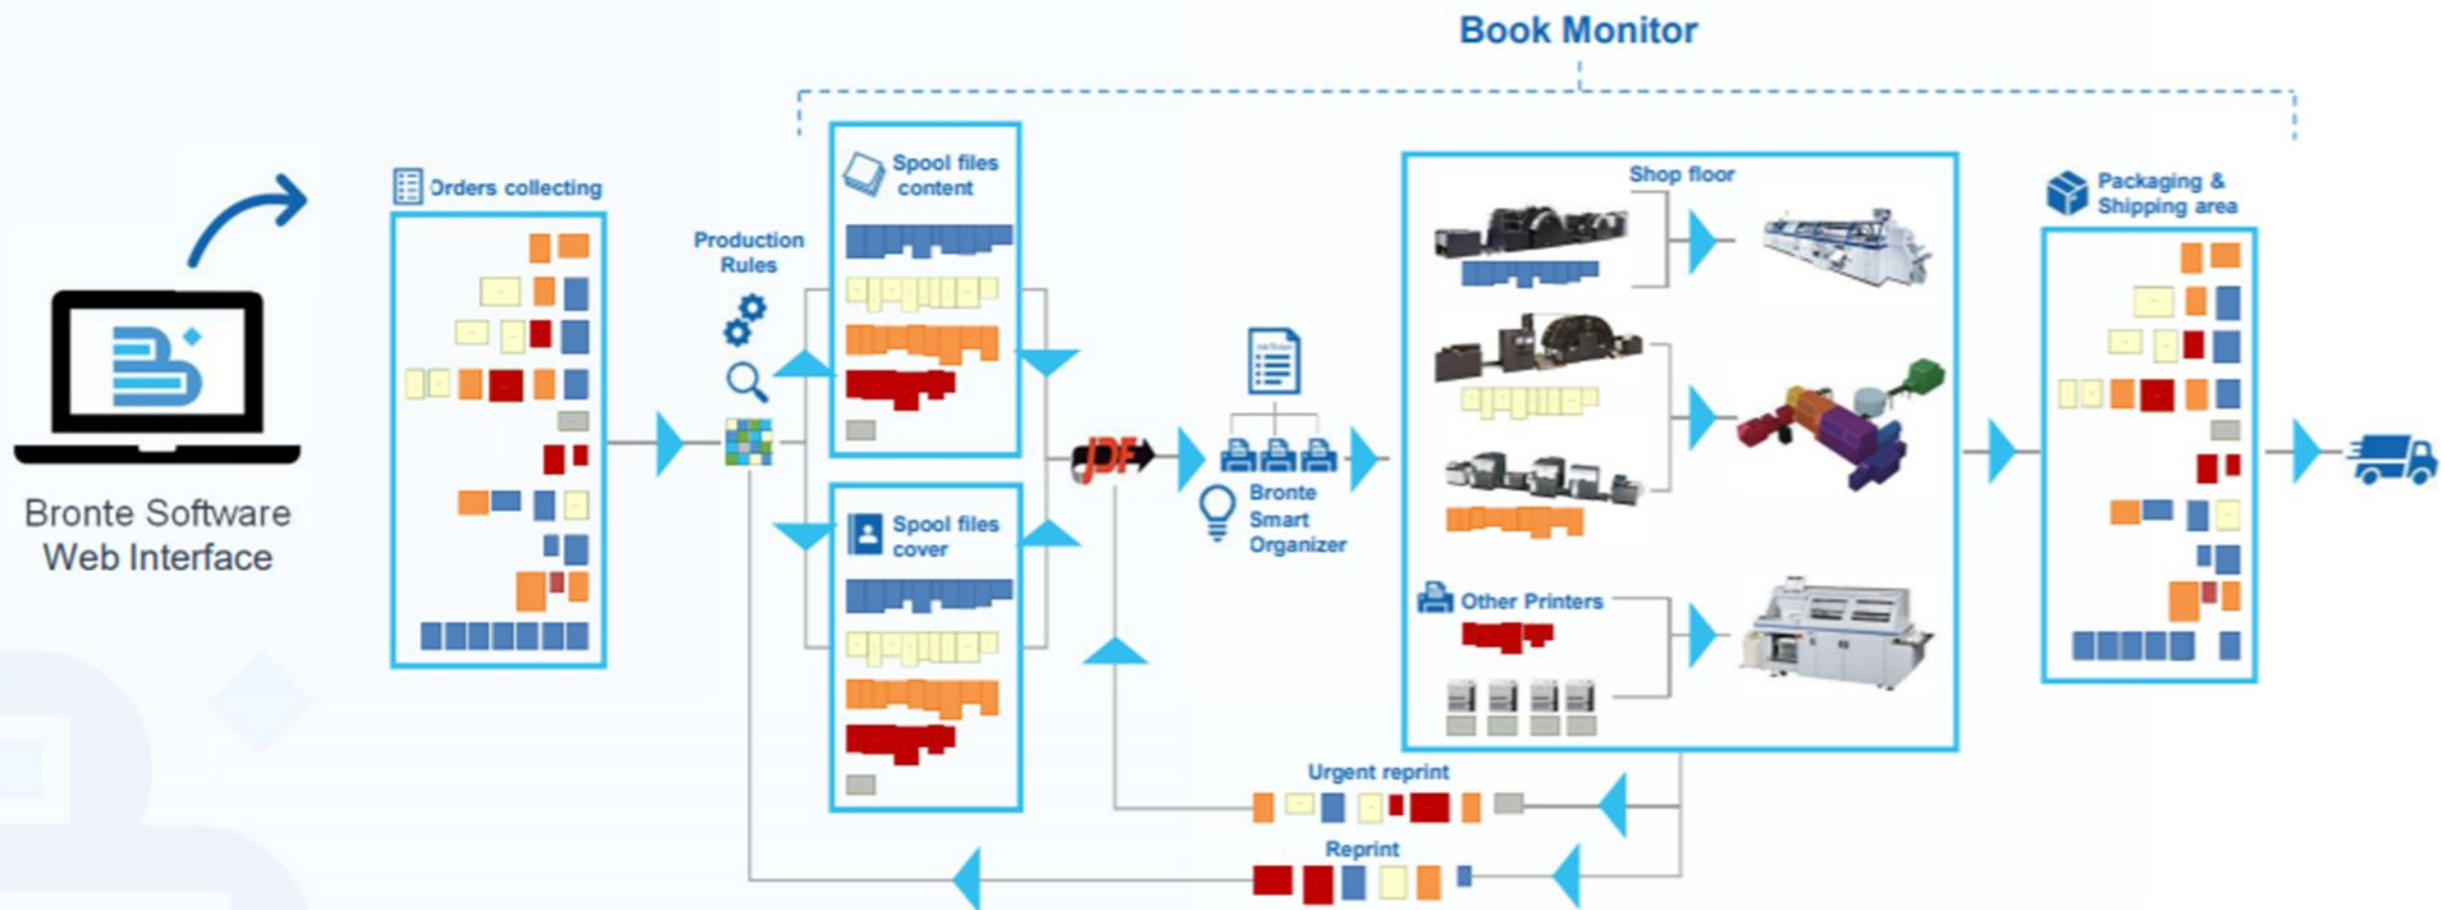 Book Monitor
Orders collecting
Spool files
content
Shop floor
Packaging &
Shipping area
Production
Rules
JDF
Bronte
Smart
Organizer
Bronte Software
Web Interface
Spool files
cover
Other Printers
Urgent reprint
Reprint